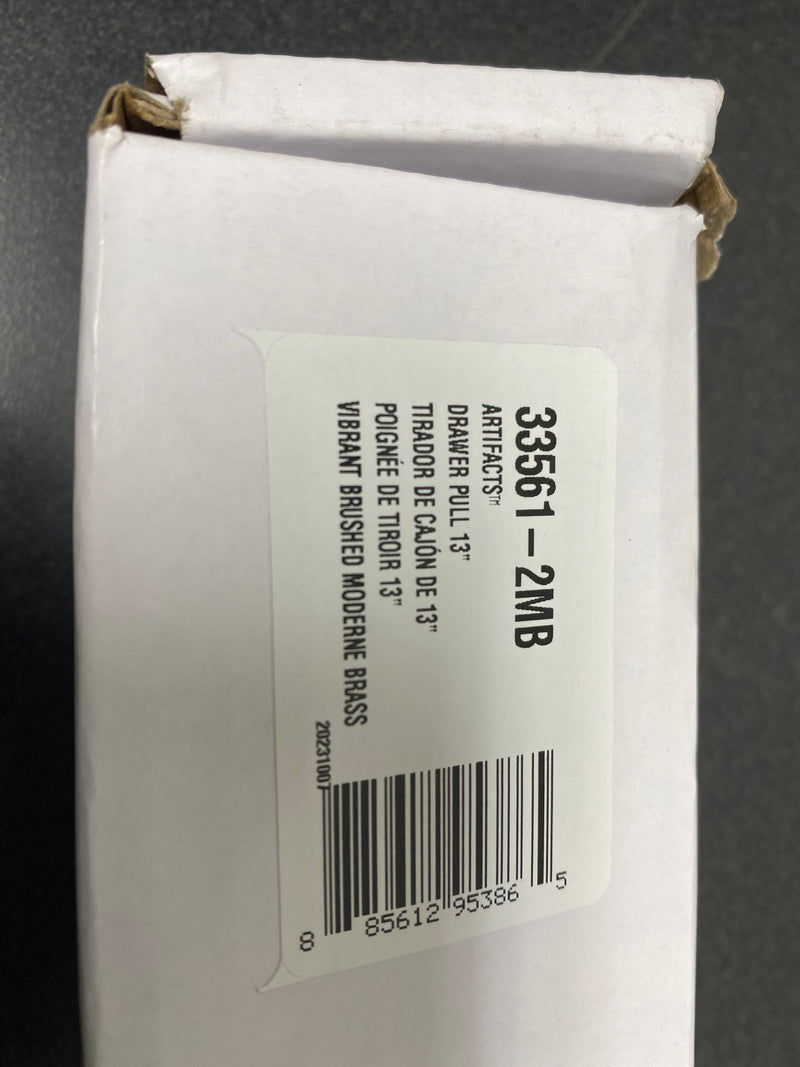 33561-2MB
ARTIFACTS™
DRAWER PULL 13"
TIRADOR DE CAJÓN DE 13"
POIGNÉE DE TIROIR 13"
VIBRANT BRUSHED MODERNE BRASS
20231007
8 85612 95386 5